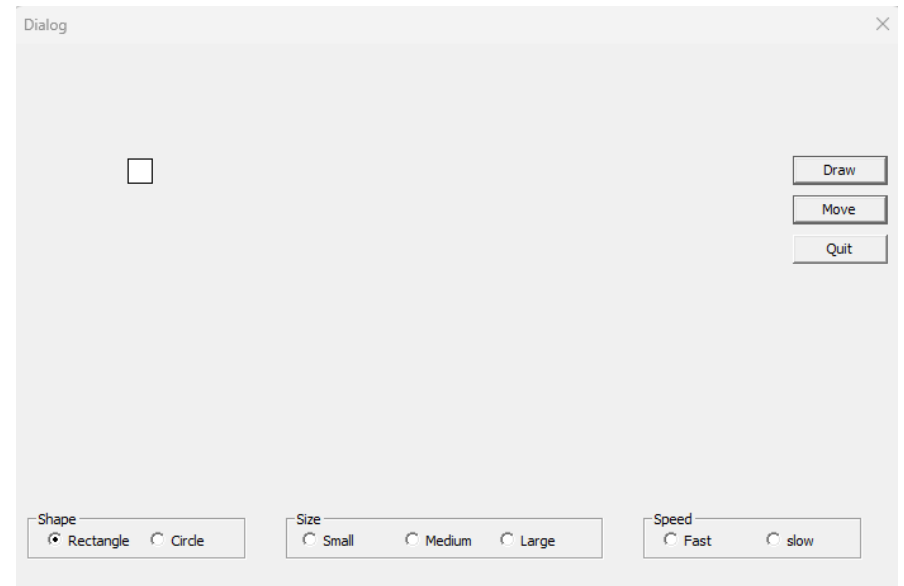 Dialog
Draw
Move
Quit
Shape
Rectangle Circle
Size
Small Medium Large
Speed
Fast slow